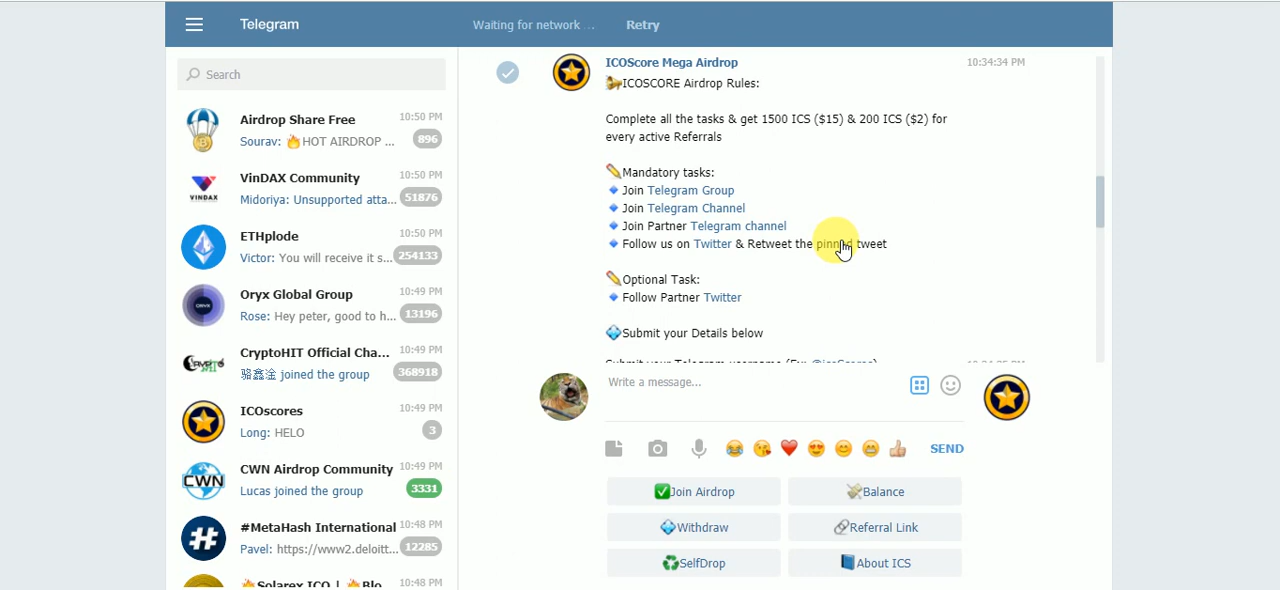 Telegram
Waiting for network ...
Retry
Search
Airdrop Share Free 10:50 PM
Sourav: 🔥HOT AIRDROP ... 896
VinDAX Community 10:50 PM
Midoriya: Unsupported atta... 51876
VINDAX
ETHplode 10:50 PM
Victor: You will receive it s... 254133
Oryx Global Group 10:49 PM
Rose: Hey peter, good to h... 13196
ORYX
CryptoHIT Official Cha... 10:49 PM
骆鑫淦 joined the group 368918
ICOscores 10:49 PM
Long: HELO 3
CWN Airdrop Community 10:49 PM
Lucas joined the group 3331
CWN
#MetaHash International 10:48 PM
Pavel: https://www2.deloitt... 12285
#
🔥Solarex ICO | 🔥Blo... 10:48 PM
ICOScore Mega Airdrop 10:34:34 PM
ICOSCORE Airdrop Rules:
Complete all the tasks & get 1500 ICS ($15) & 200 ICS ($2) for
every active Referrals
✏️Mandatory tasks:
🔹Join Telegram Group
🔹Join Telegram Channel
🔹Join Partner Telegram channel
🔹Follow us on Twitter & Retweet the pinned tweet
✏️Optional Task:
🔹Follow Partner Twitter
💠Submit your Details below
Submit your Telegram username (Ex: @icoScores)
Write a message...
SEND
✅Join Airdrop
💸Balance
💠Withdraw
🔗Referral Link
♻️SelfDrop
📘About ICS